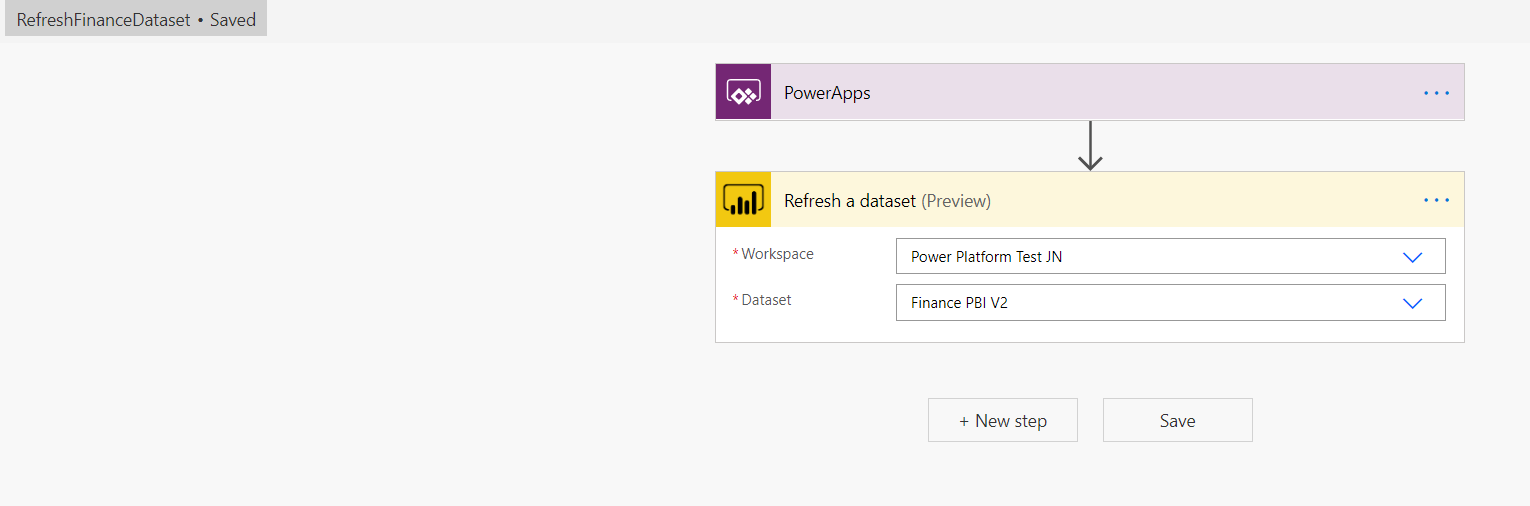 RefreshFinanceDataset • Saved
PowerApps
Refresh a dataset (Preview)
* Workspace
Power Platform Test JN
* Dataset
Finance PBI V2
+ New step
Save